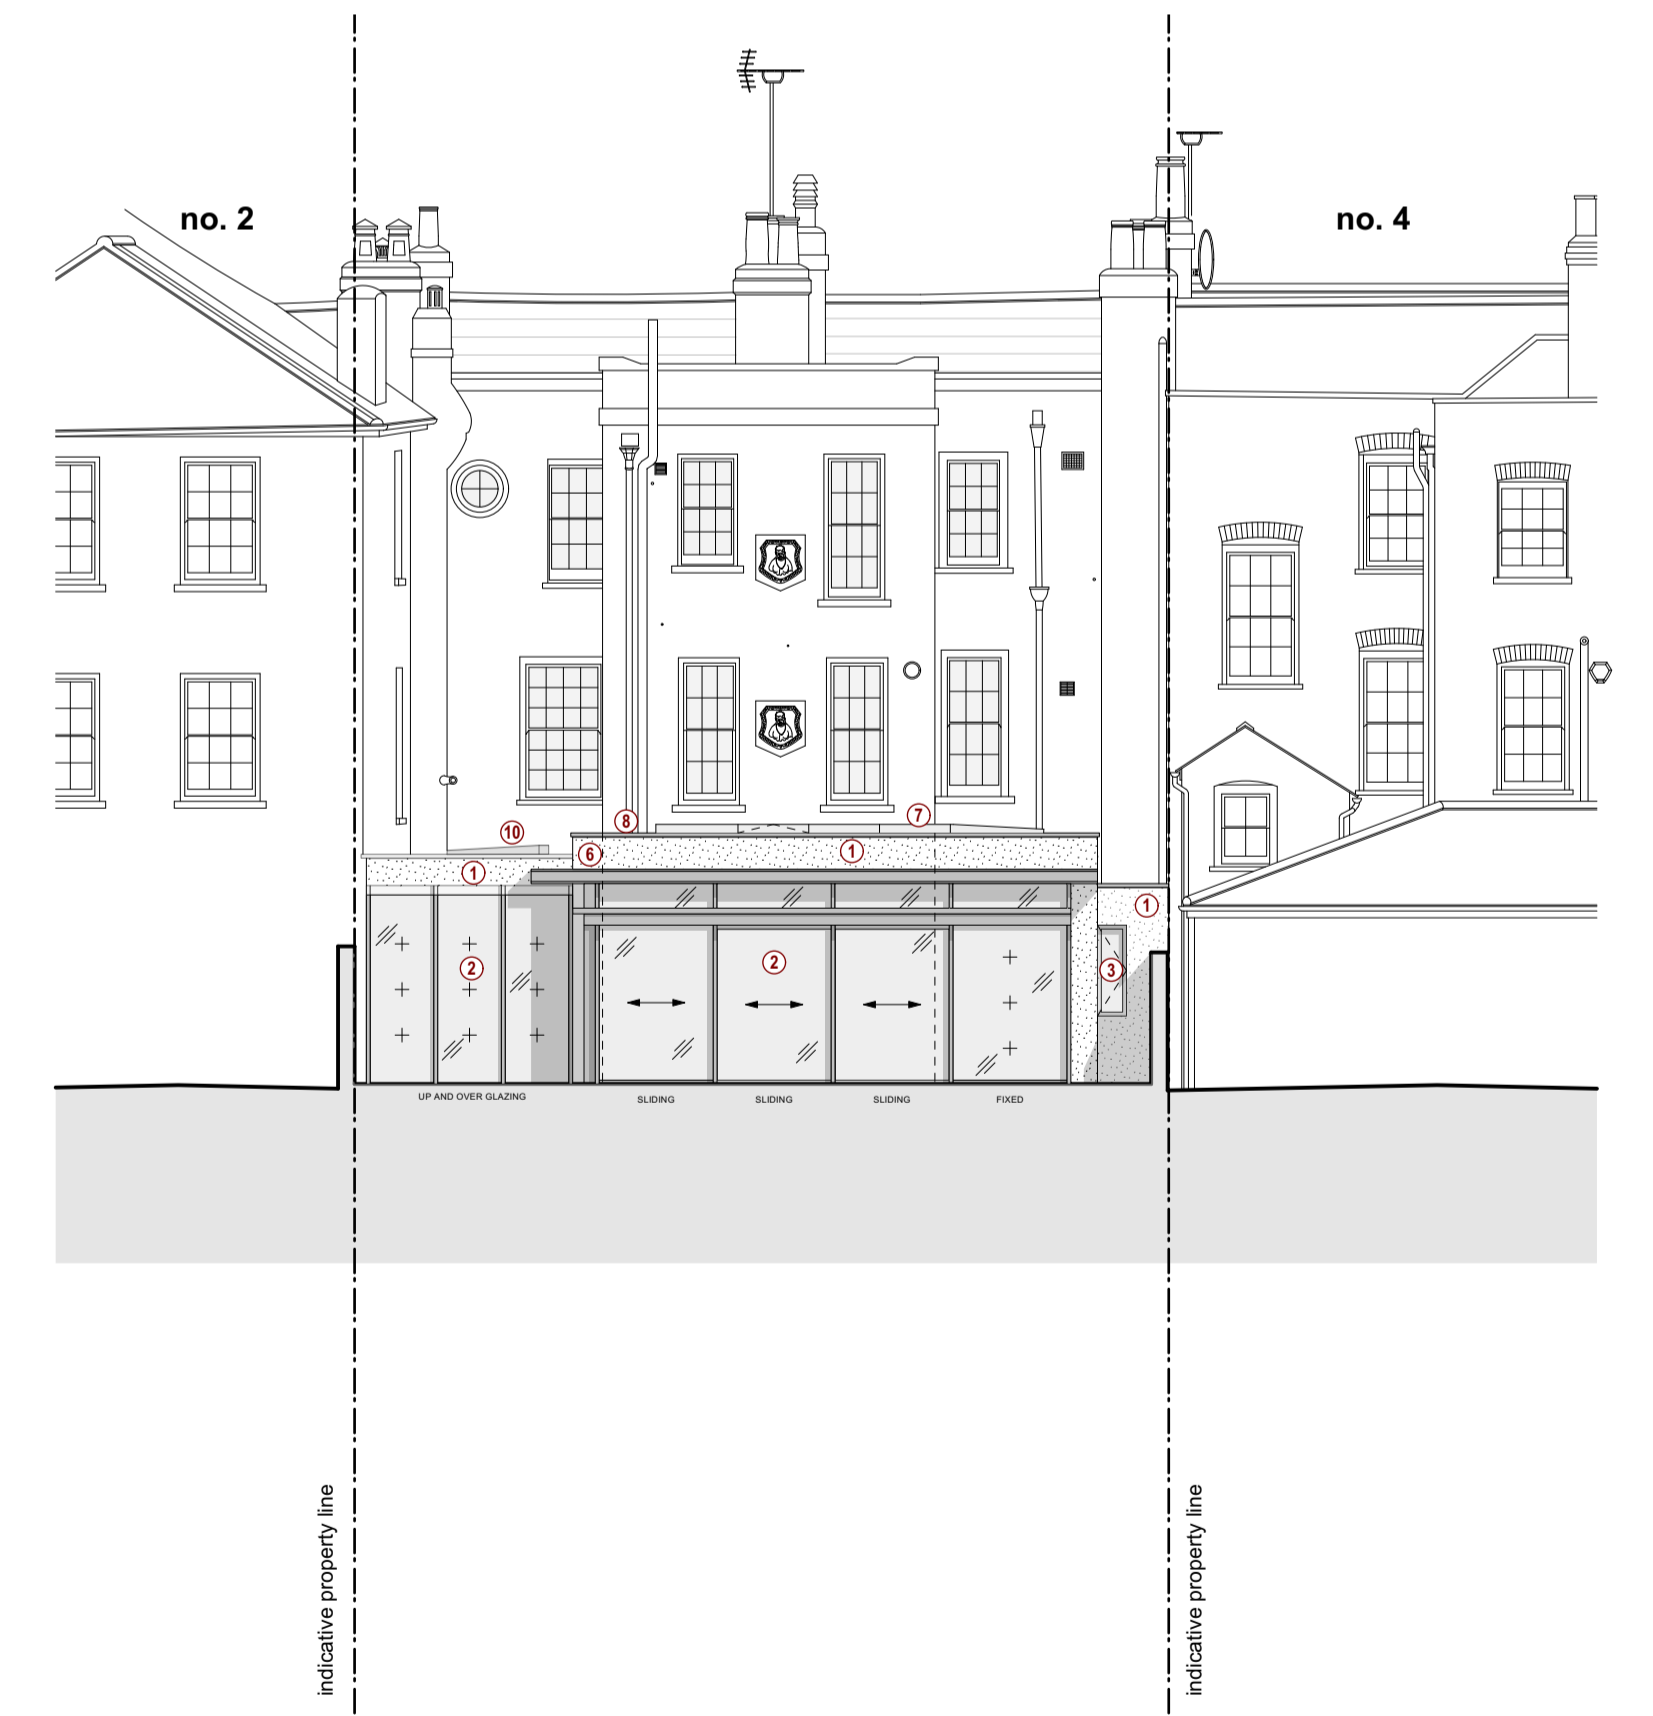 no. 2
no. 4
8
7
10
6
1
1
1
2
2
3
UP AND OVER GLAZING
SLIDING
SLIDING
SLIDING
FIXED
indicative property line
indicative property line